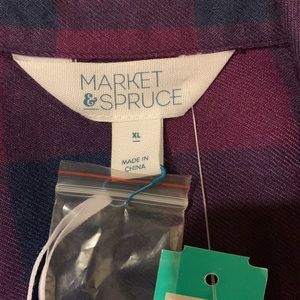 MARKET
& SPRUCE
XL
MADE IN
CHINA